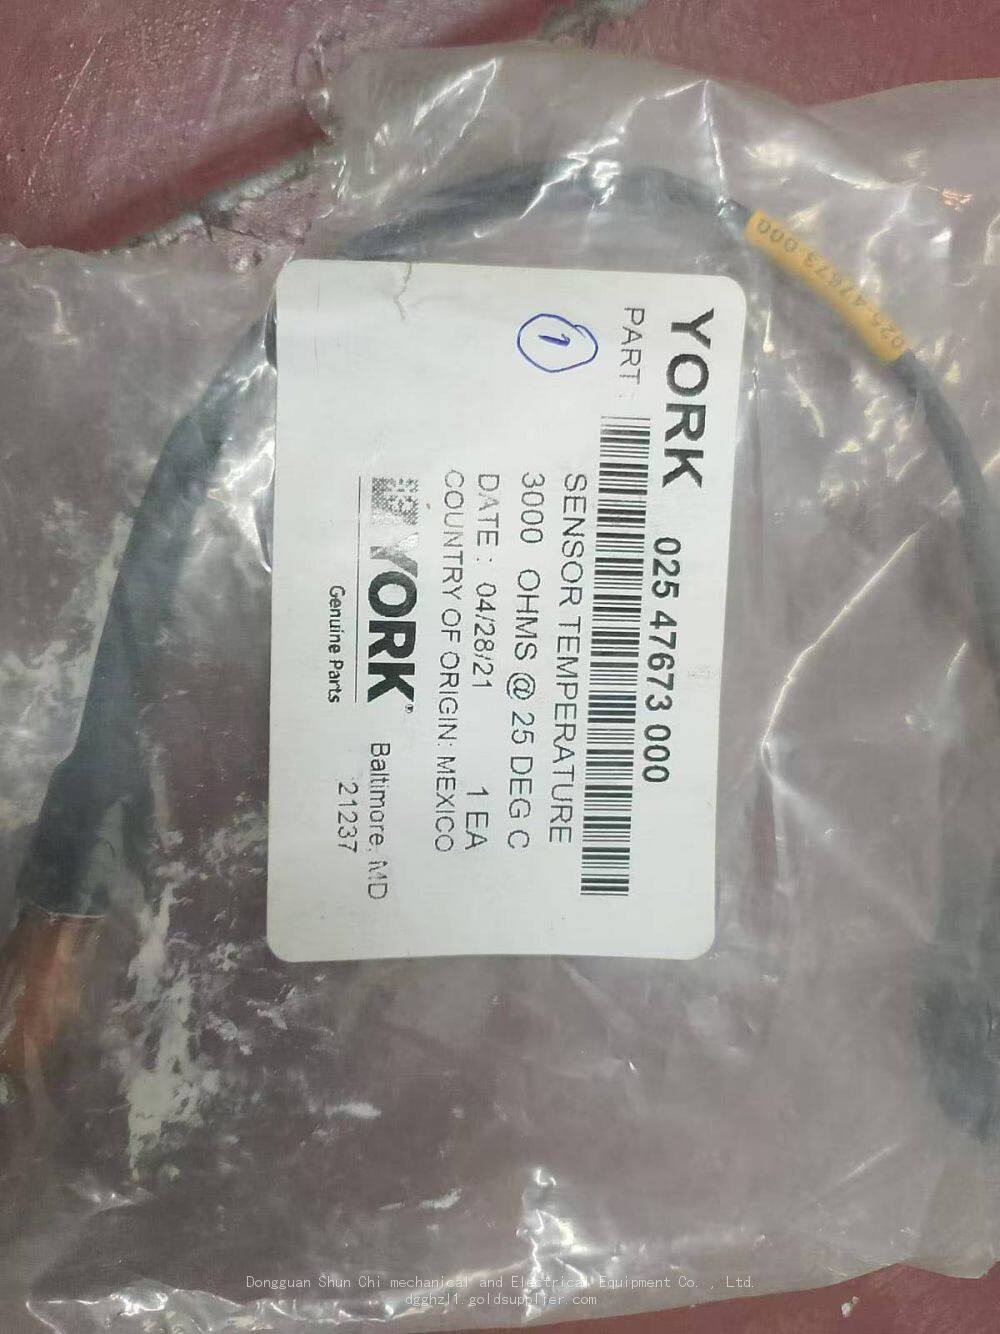 YORK 025 47673 000
PART :
SENSOR TEMPERATURE
3000 OHMS @ 25 DEG C
DATE : 04/28/21 1 EA
COUNTRY OF ORIGIN: MEXICO
YORK®
Genuine Parts
Baltimore, MD
21237
1
025-47673-000
Dongguan Shun Chi mechanical and Electrical Equipment Co. , Ltd.
dgghzl1.goldsupplier.com